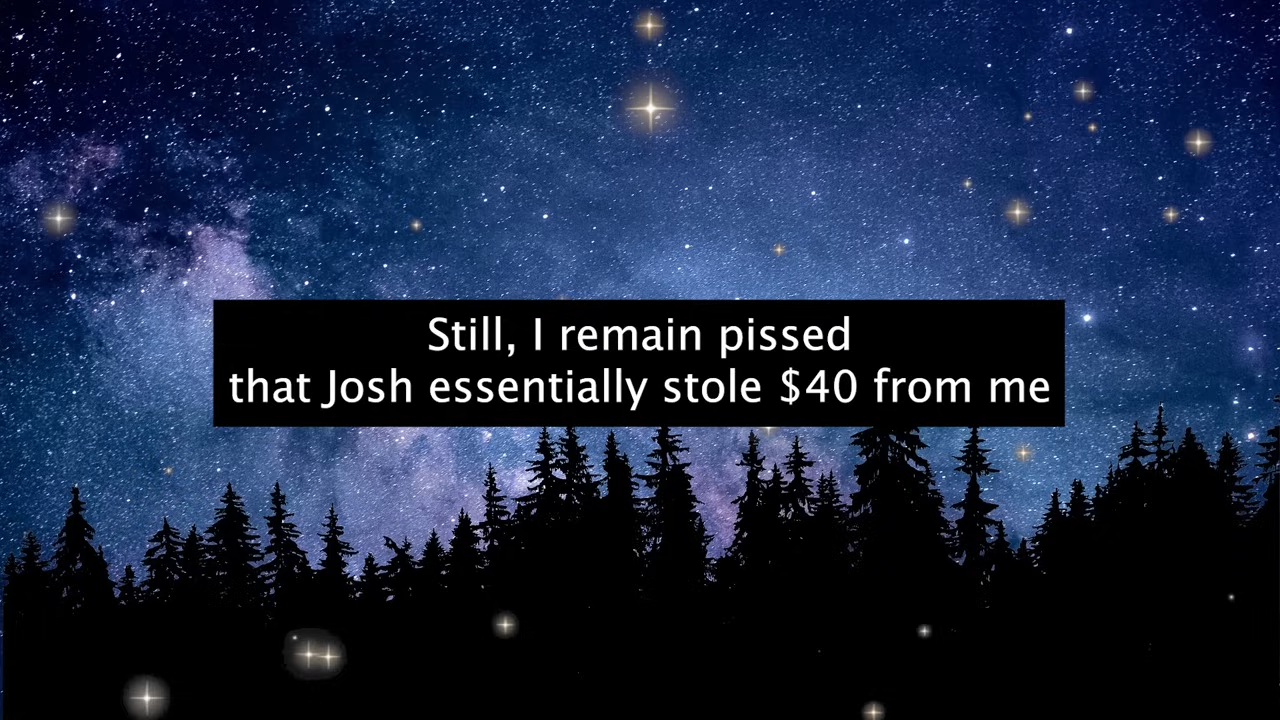 Still, I remain pissed
that Josh essentially stole $40 from me